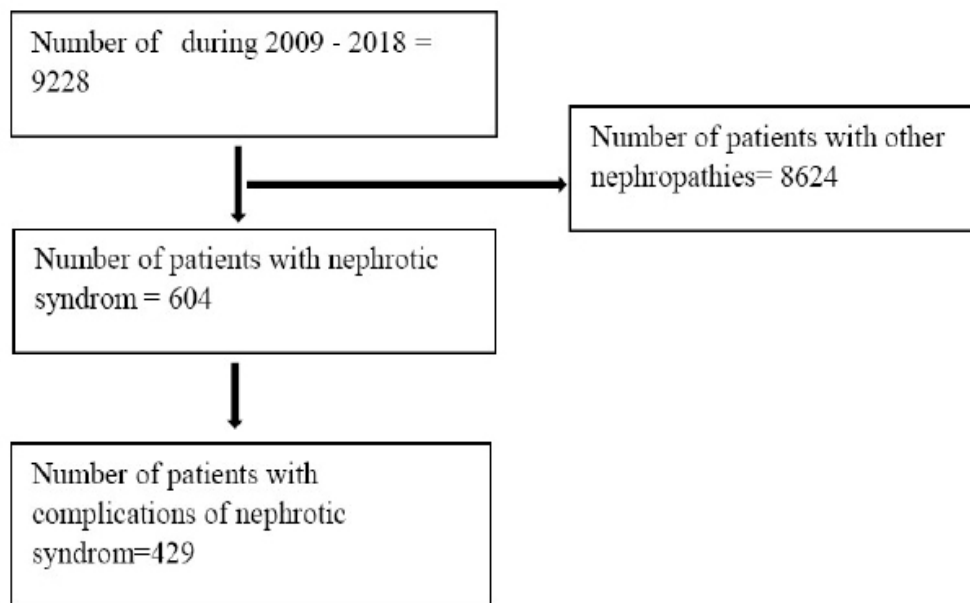 Number of  during 2009 - 2018 =
9228
Number of patients with other
nephropathies= 8624
Number of patients with nephrotic
syndrom = 604
Number of patients with
complications of nephrotic
syndrom=429